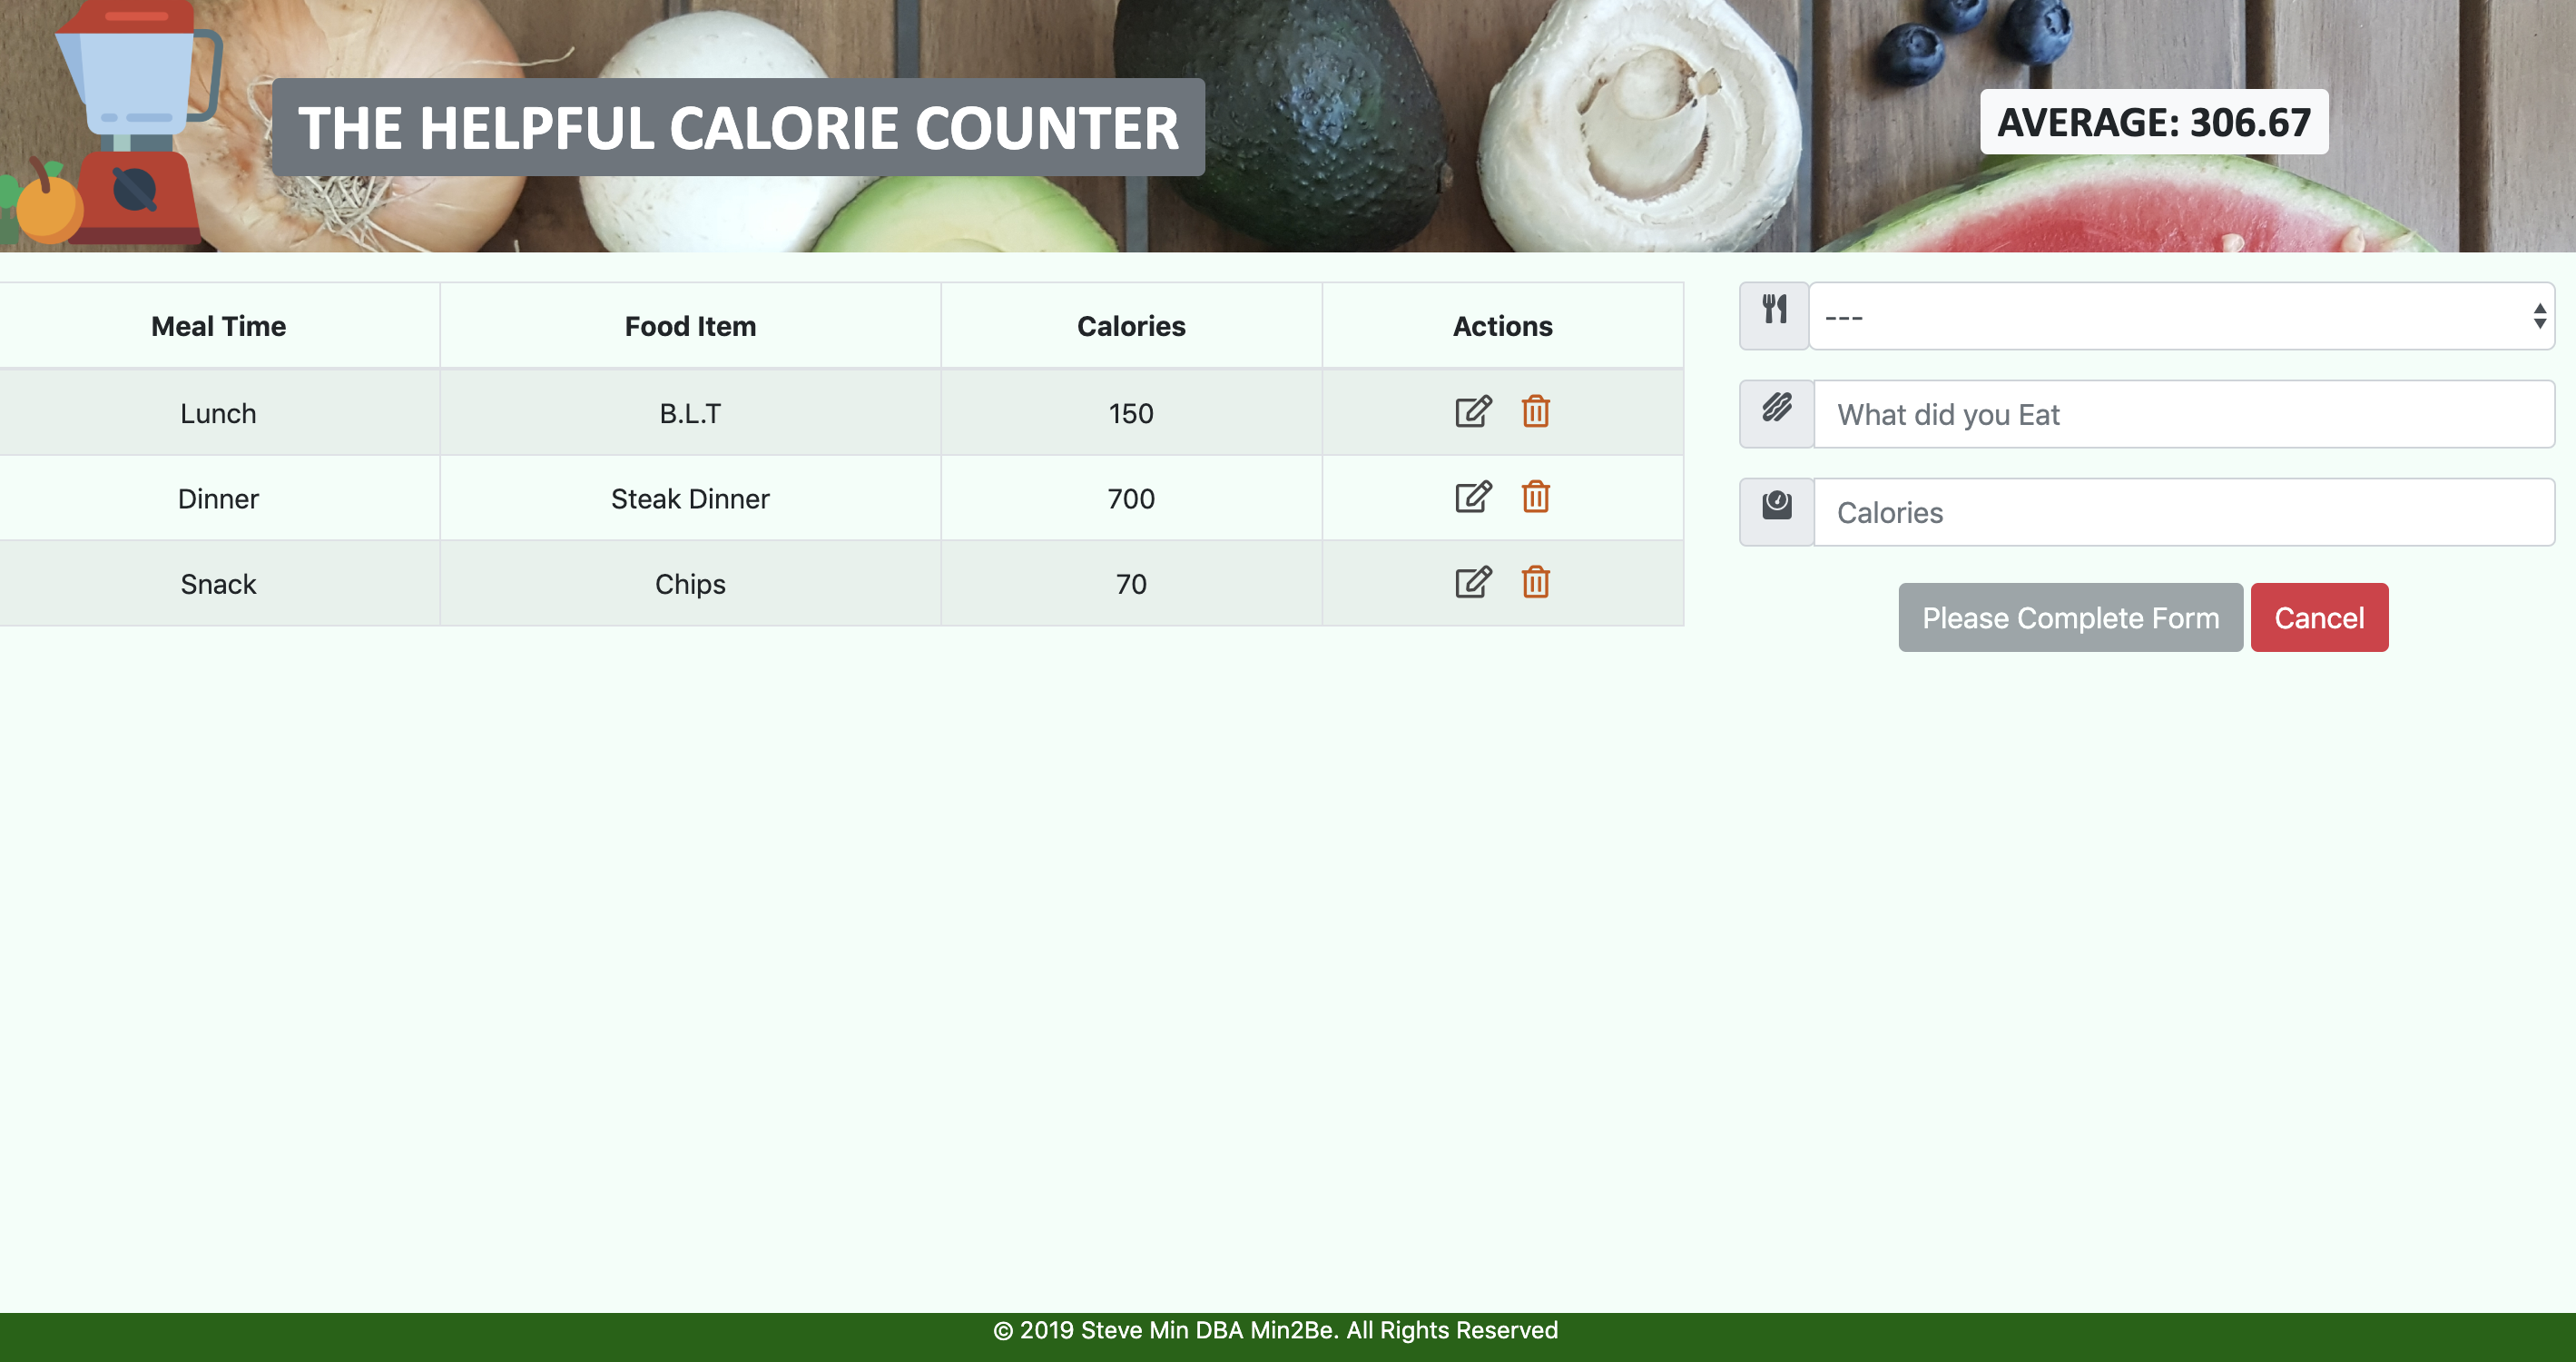 THE HELPFUL CALORIE COUNTER
AVERAGE: 306.67
Meal Time Food Item Calories Actions
Lunch B.L.T 150
Dinner Steak Dinner 700
Snack Chips 70
---
What did you Eat
Calories
Please Complete Form Cancel
© 2019 Steve Min DBA Min2Be. All Rights Reserved